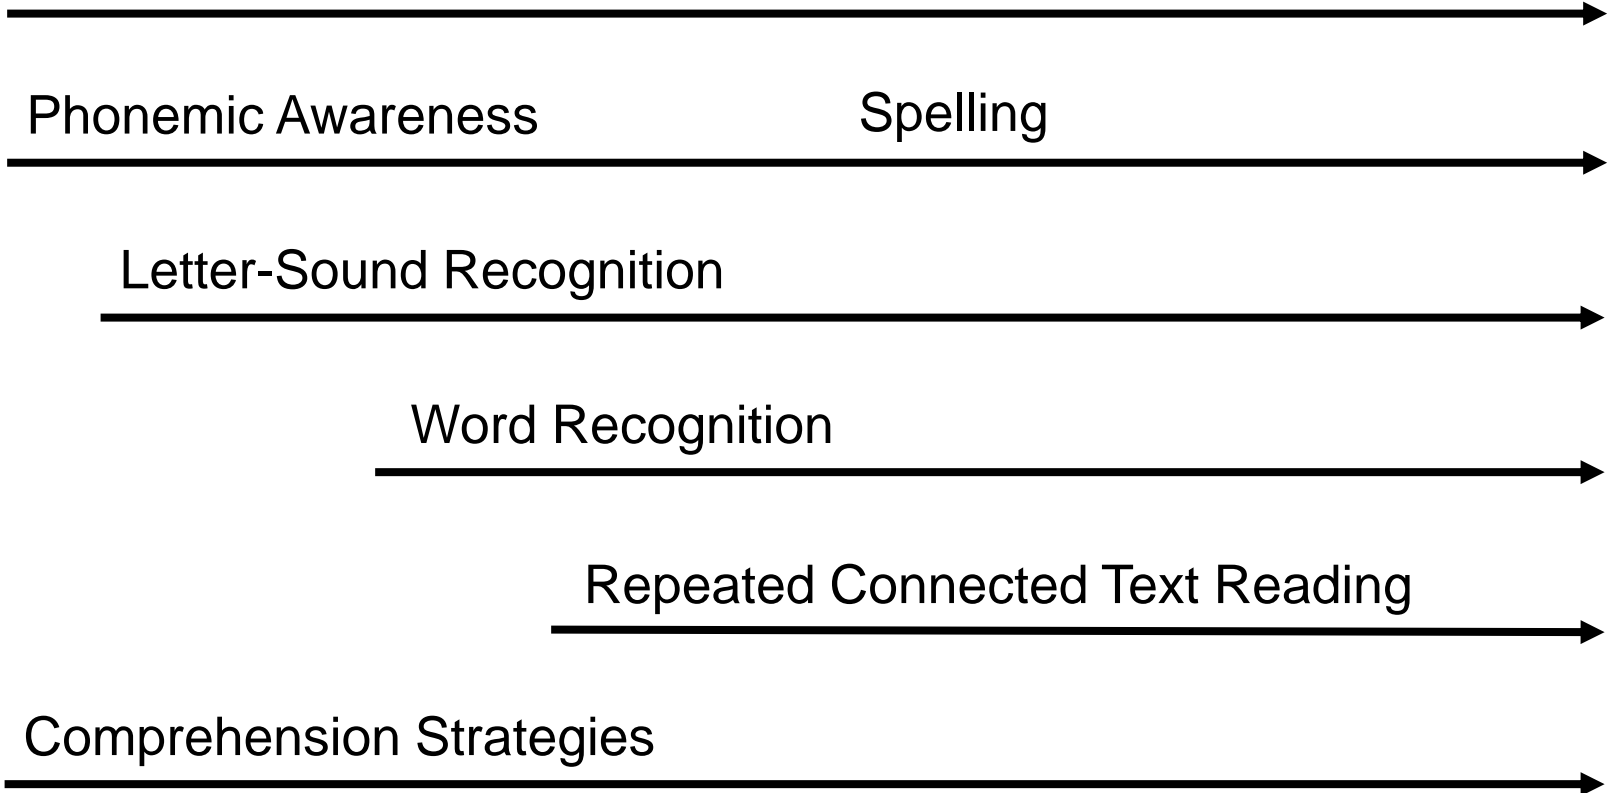 Phonemic Awareness Spelling
Letter-Sound Recognition
Word Recognition
Repeated Connected Text Reading
Comprehension Strategies